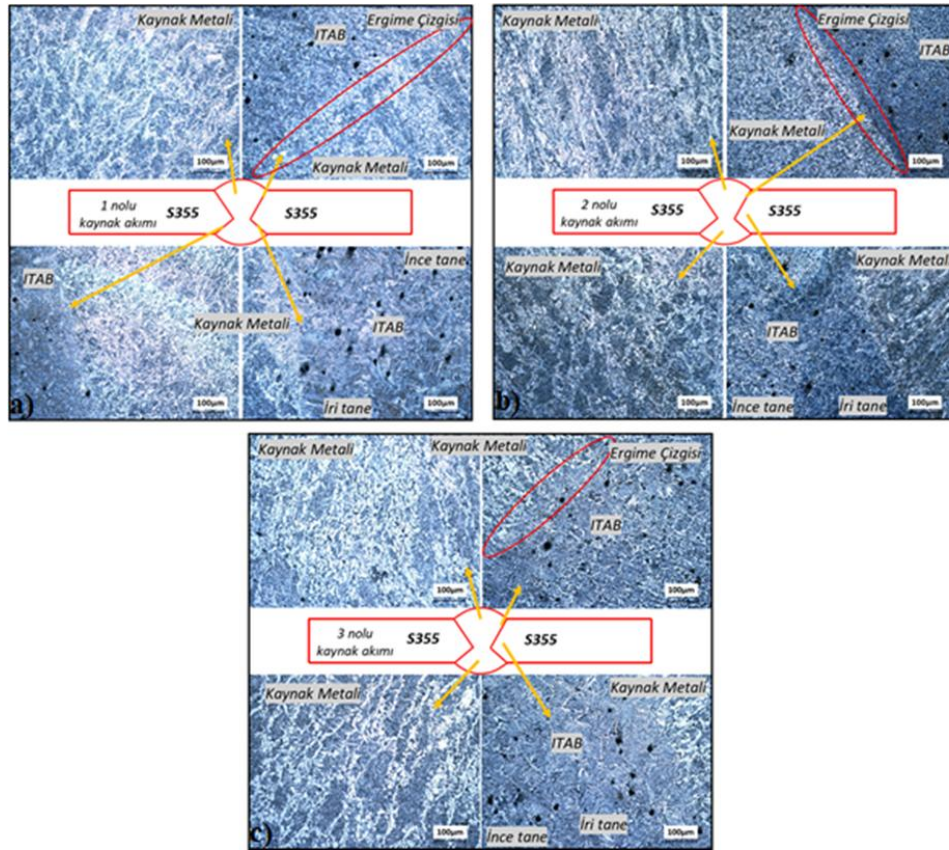 Kaynak Metali
ITAB
Ergime Çizgisi
100µm
Kaynak Metali
100µm
1 nolu
kaynak akımı
S355
S355
ITAB
İnce tane
Kaynak Metali
ITAB
a)
100µm
İri tane
100µm
Kaynak Metali
Ergime Çizgisi
ITAB
Kaynak Metali
100µm
100µm
2 nolu
kaynak akımı
S355
S355
Kaynak Metali
Kaynak Metali
ITAB
b)
100µm
İnce tane
İri tane
100µm
Kaynak Metali
Kaynak Metali
Ergime Çizgisi
ITAB
100µm
100µm
3 nolu
kaynak akımı
S355
S355
Kaynak Metali
Kaynak Metali
ITAB
İri tane
c)
100µm
İnce tane
100µm